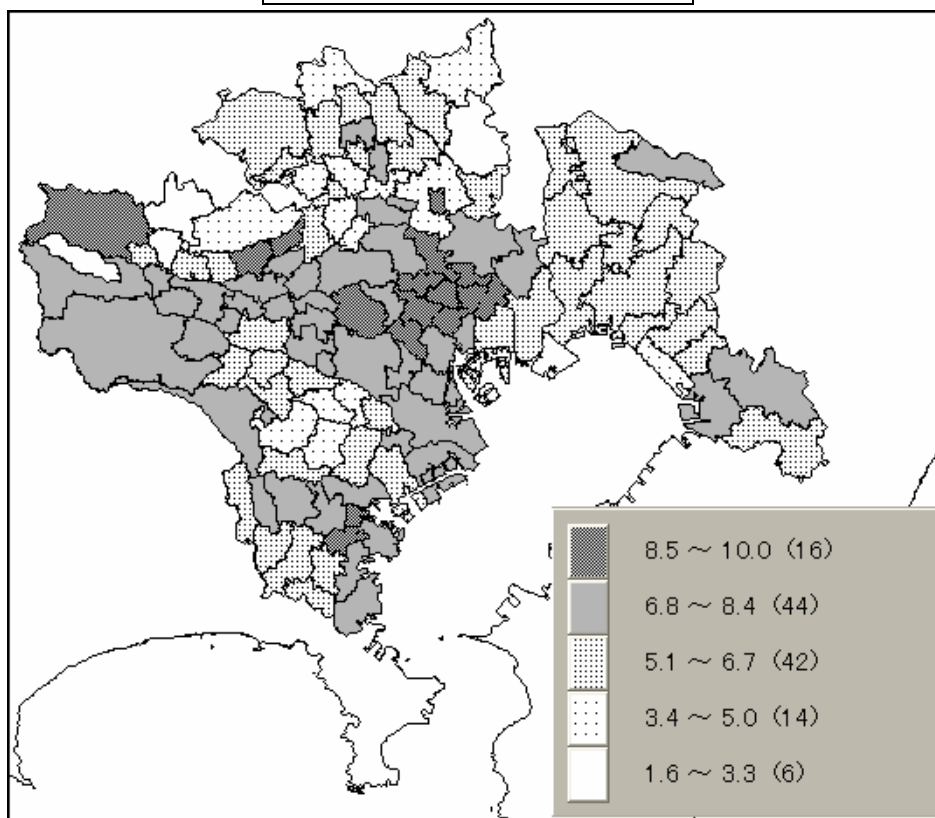 8.5 ～ 10.0 (16)
6.8 ～ 8.4 (44)
5.1 ～ 6.7 (42)
3.4 ～ 5.0 (14)
1.6 ～ 3.3 (6)